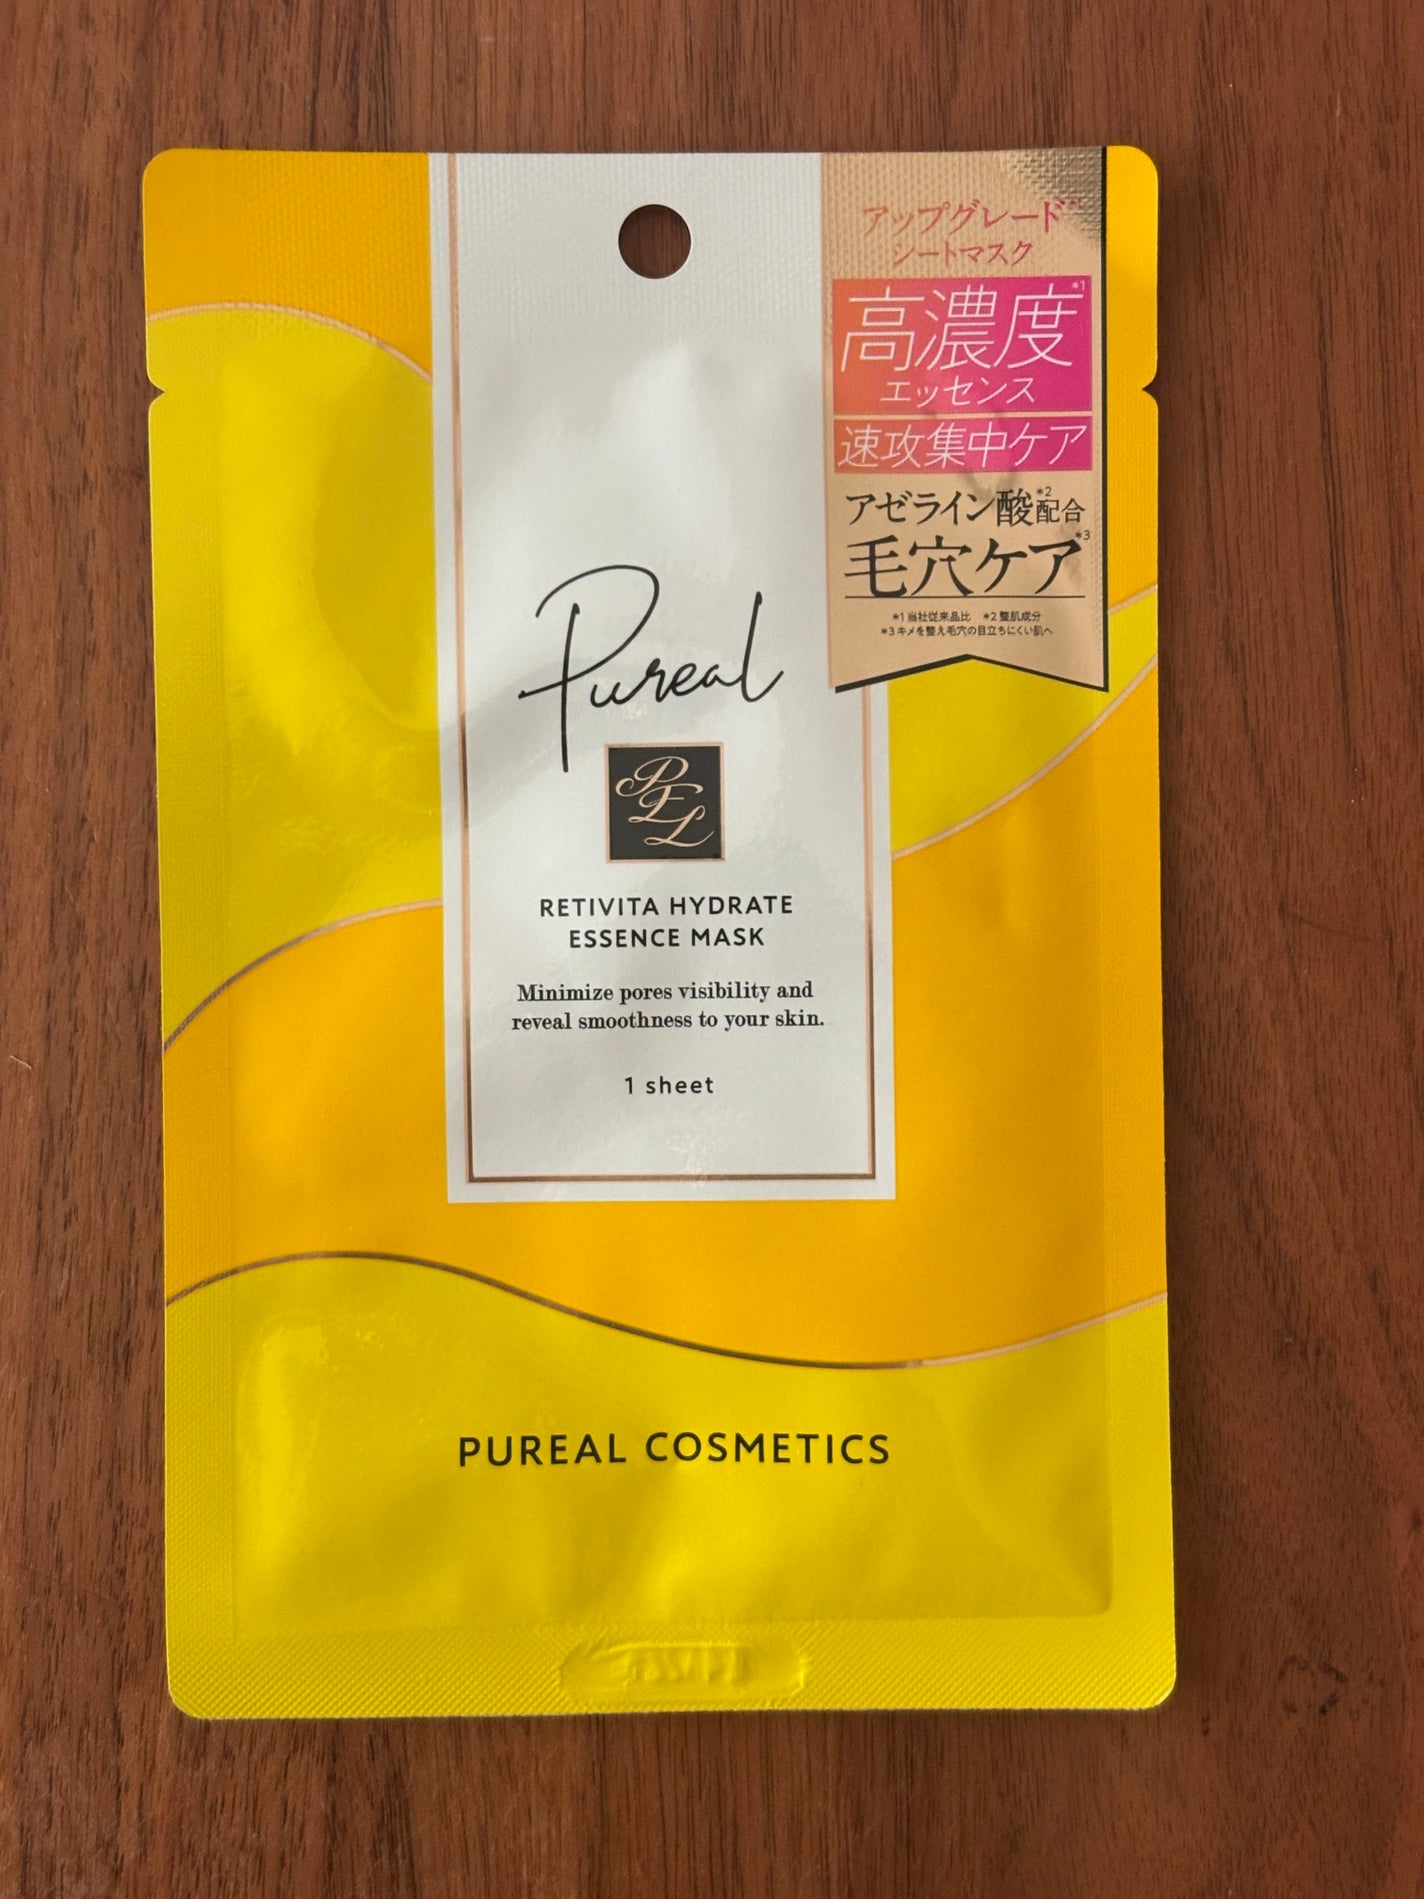 アップグレード
シートマスク
高濃度*1
エッセンス
速攻集中ケア
アゼライン酸*2配合
毛穴ケア*3
*1 当社従来品比 *2 整肌成分
*3 キメを整え毛穴の目立ちにくい肌へ
Pureal
PEL
RETIVITA HYDRATE
ESSENCE MASK
Minimize pores visibility and
reveal smoothness to your skin.
1 sheet
PUREAL COSMETICS